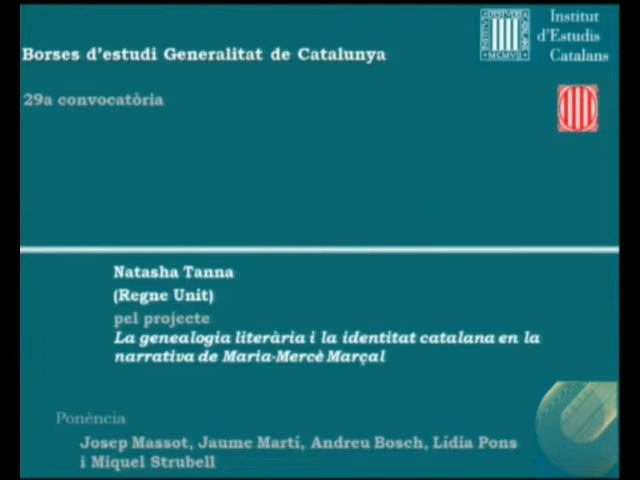 Institut
d'Estudis
Catalans
MCMVII
Borses d'estudi Generalitat de Catalunya
29a convocatòria
Natasha Tanna
(Regne Unit)
pel projecte
La genealogia literària i la identitat catalana en la
narrativa de Maria-Mercè Marçal
Ponència
Josep Massot, Jaume Martí, Andreu Bosch, Lídia Pons
i Miquel Strubell